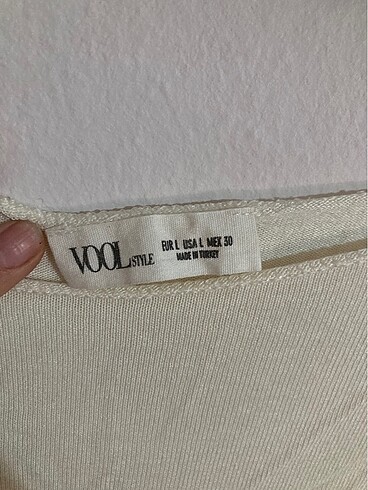 VOOL STYLE
EUR L USA L MEX 30
MADE IN TURKEY